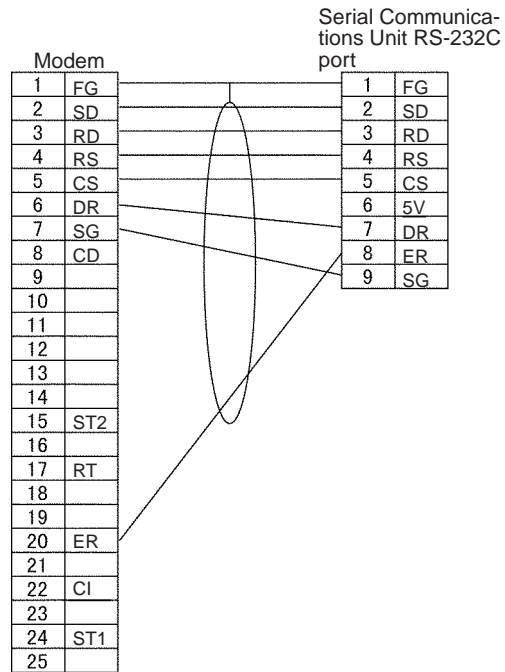 Serial Communica-
tions Unit RS-232C
port
Modem
1 FG
2 SD
3 RD
4 RS
5 CS
6 DR
7 SG
8 CD
9
10
11
12
13
14
15 ST2
16
17 RT
18
19
20 ER
21
22 CI
23
24 ST1
25
1 FG
2 SD
3 RD
4 RS
5 CS
6 5V
7 DR
8 ER
9 SG